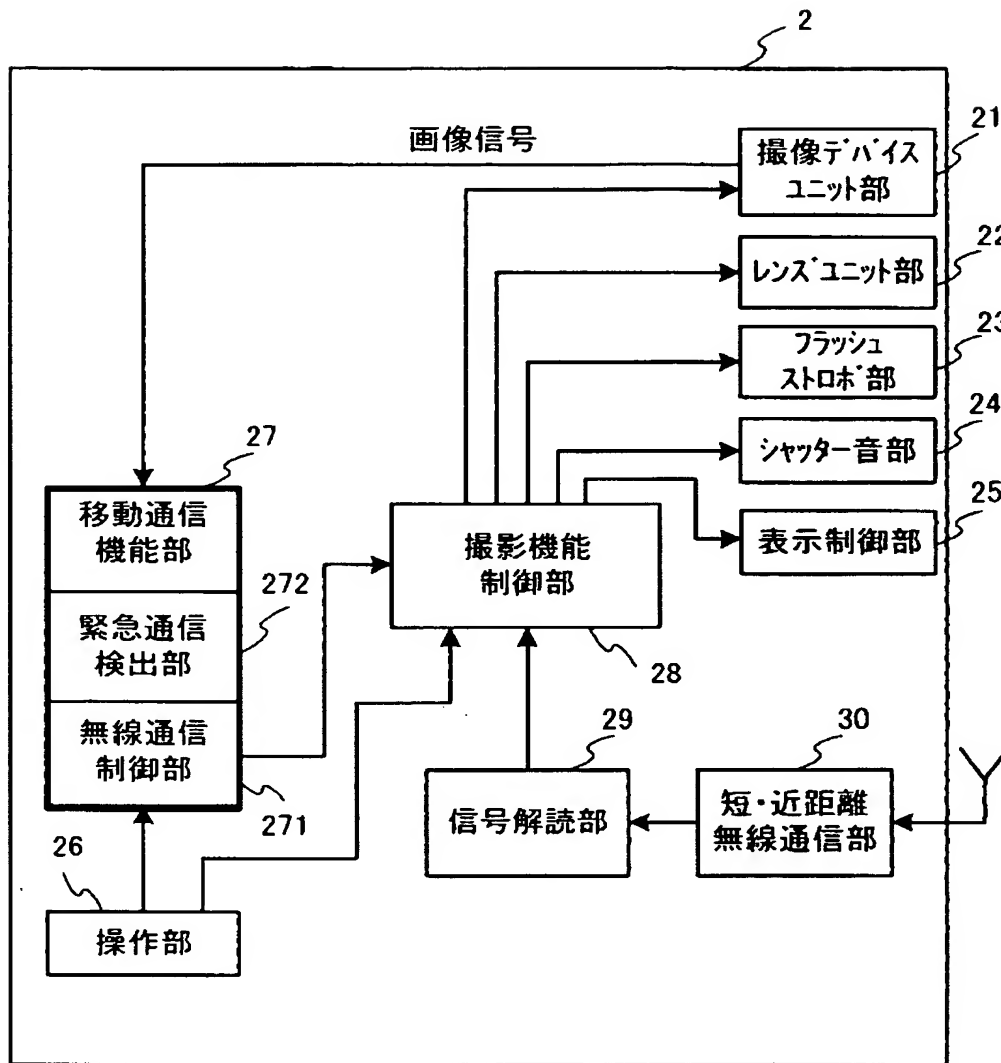 2
画像信号
撮像デバイス
ユニット部
21
レンズユニット部
22
フラッシュ
ストロボ部
23
シャッター音部
24
表示制御部
25
27
移動通信
機能部
緊急通信
検出部
272
無線通信
制御部
271
撮影機能
制御部
28
29
信号解読部
30
短・近距離
無線通信部
26
操作部